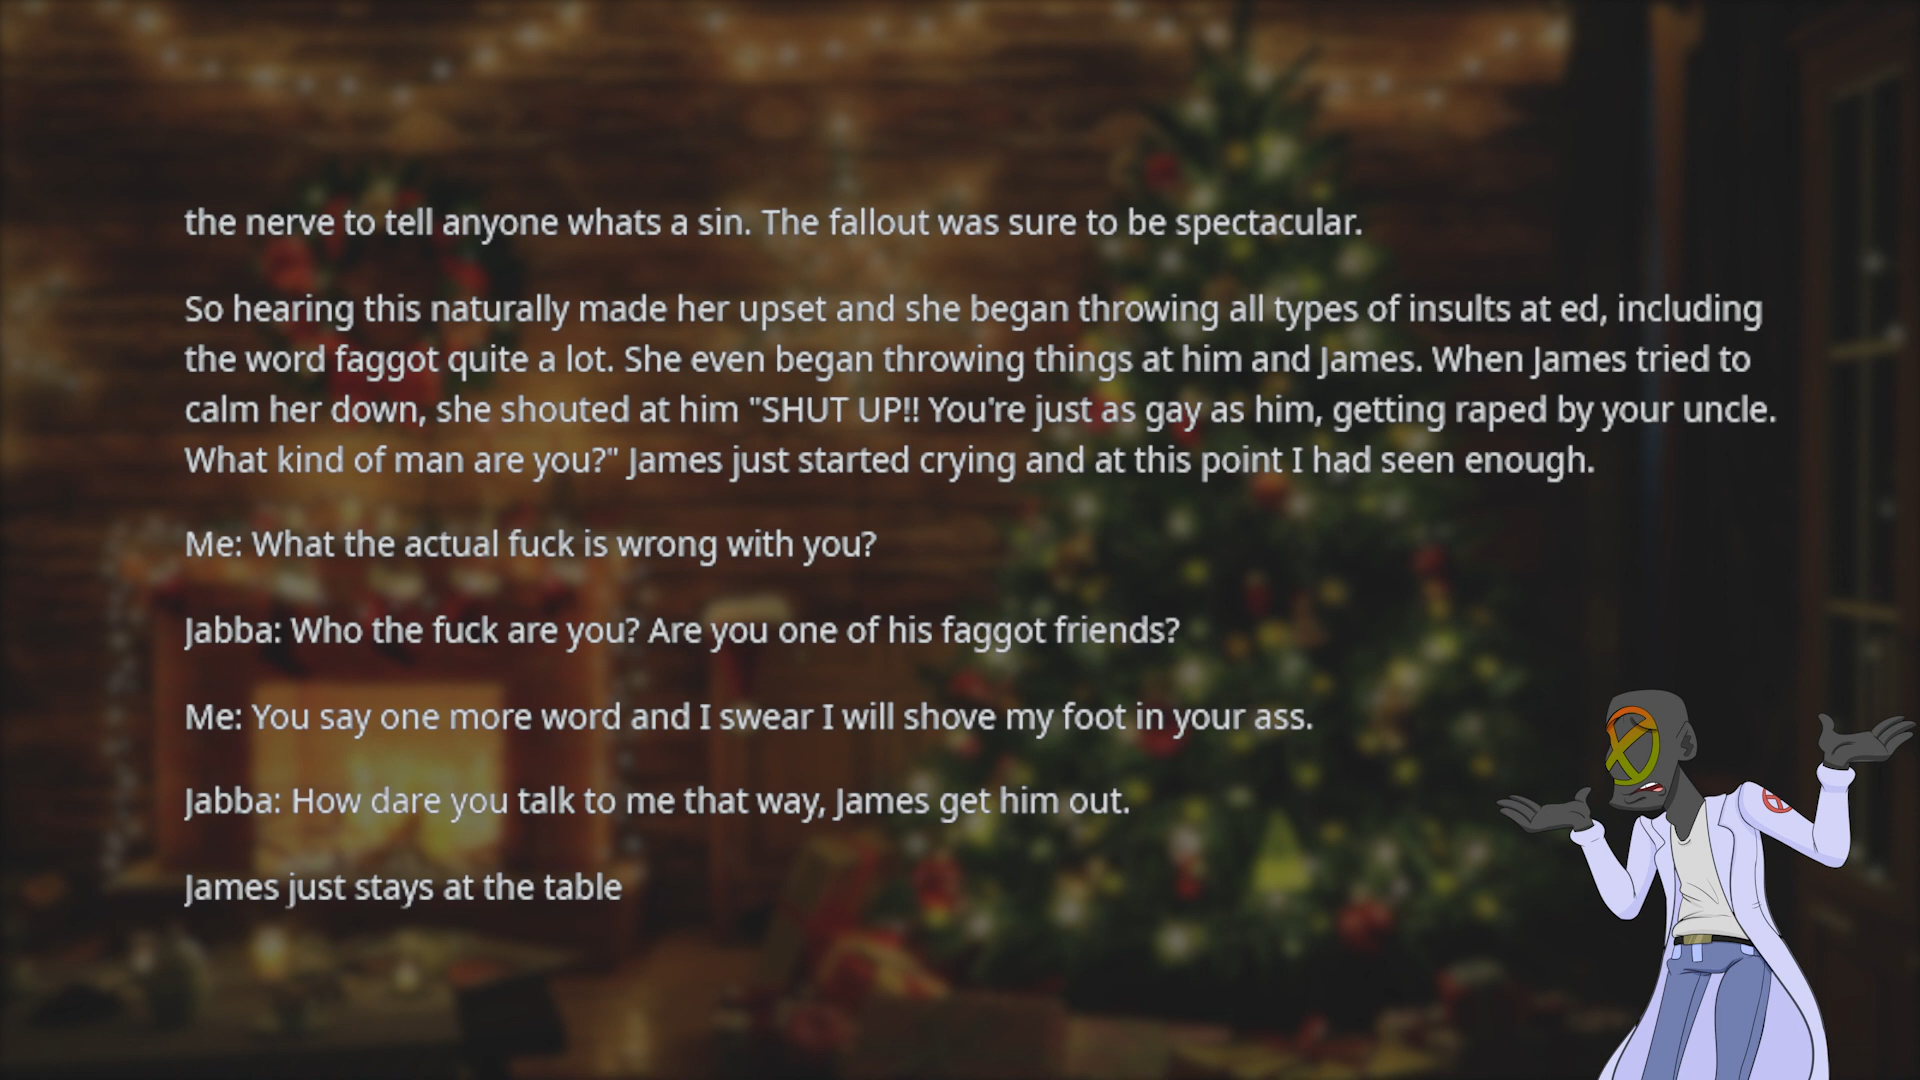 the nerve to tell anyone whats a sin. The fallout was sure to be spectacular.
So hearing this naturally made her upset and she began throwing all types of insults at ed, including
the word faggot quite a lot. She even began throwing things at him and James. When James tried to
calm her down, she shouted at him "SHUT UP!! You're just as gay as him, getting raped by your uncle.
What kind of man are you?" James just started crying and at this point I had seen enough.
Me: What the actual fuck is wrong with you?
Jabba: Who the fuck are you? Are you one of his faggot friends?
Me: You say one more word and I swear I will shove my foot in your ass.
Jabba: How dare you talk to me that way, James get him out.
James just stays at the table